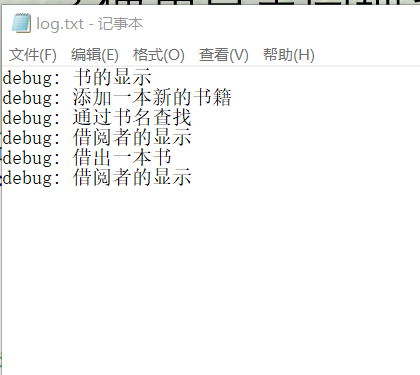 log.txt - 记事本
文件(F) 编辑(E) 格式(O) 查看(V) 帮助(H)
debug: 书的显示
debug: 添加一本新的书籍
debug: 通过书名查找
debug: 借阅者的显示
debug: 借出一本书
debug: 借阅者的显示